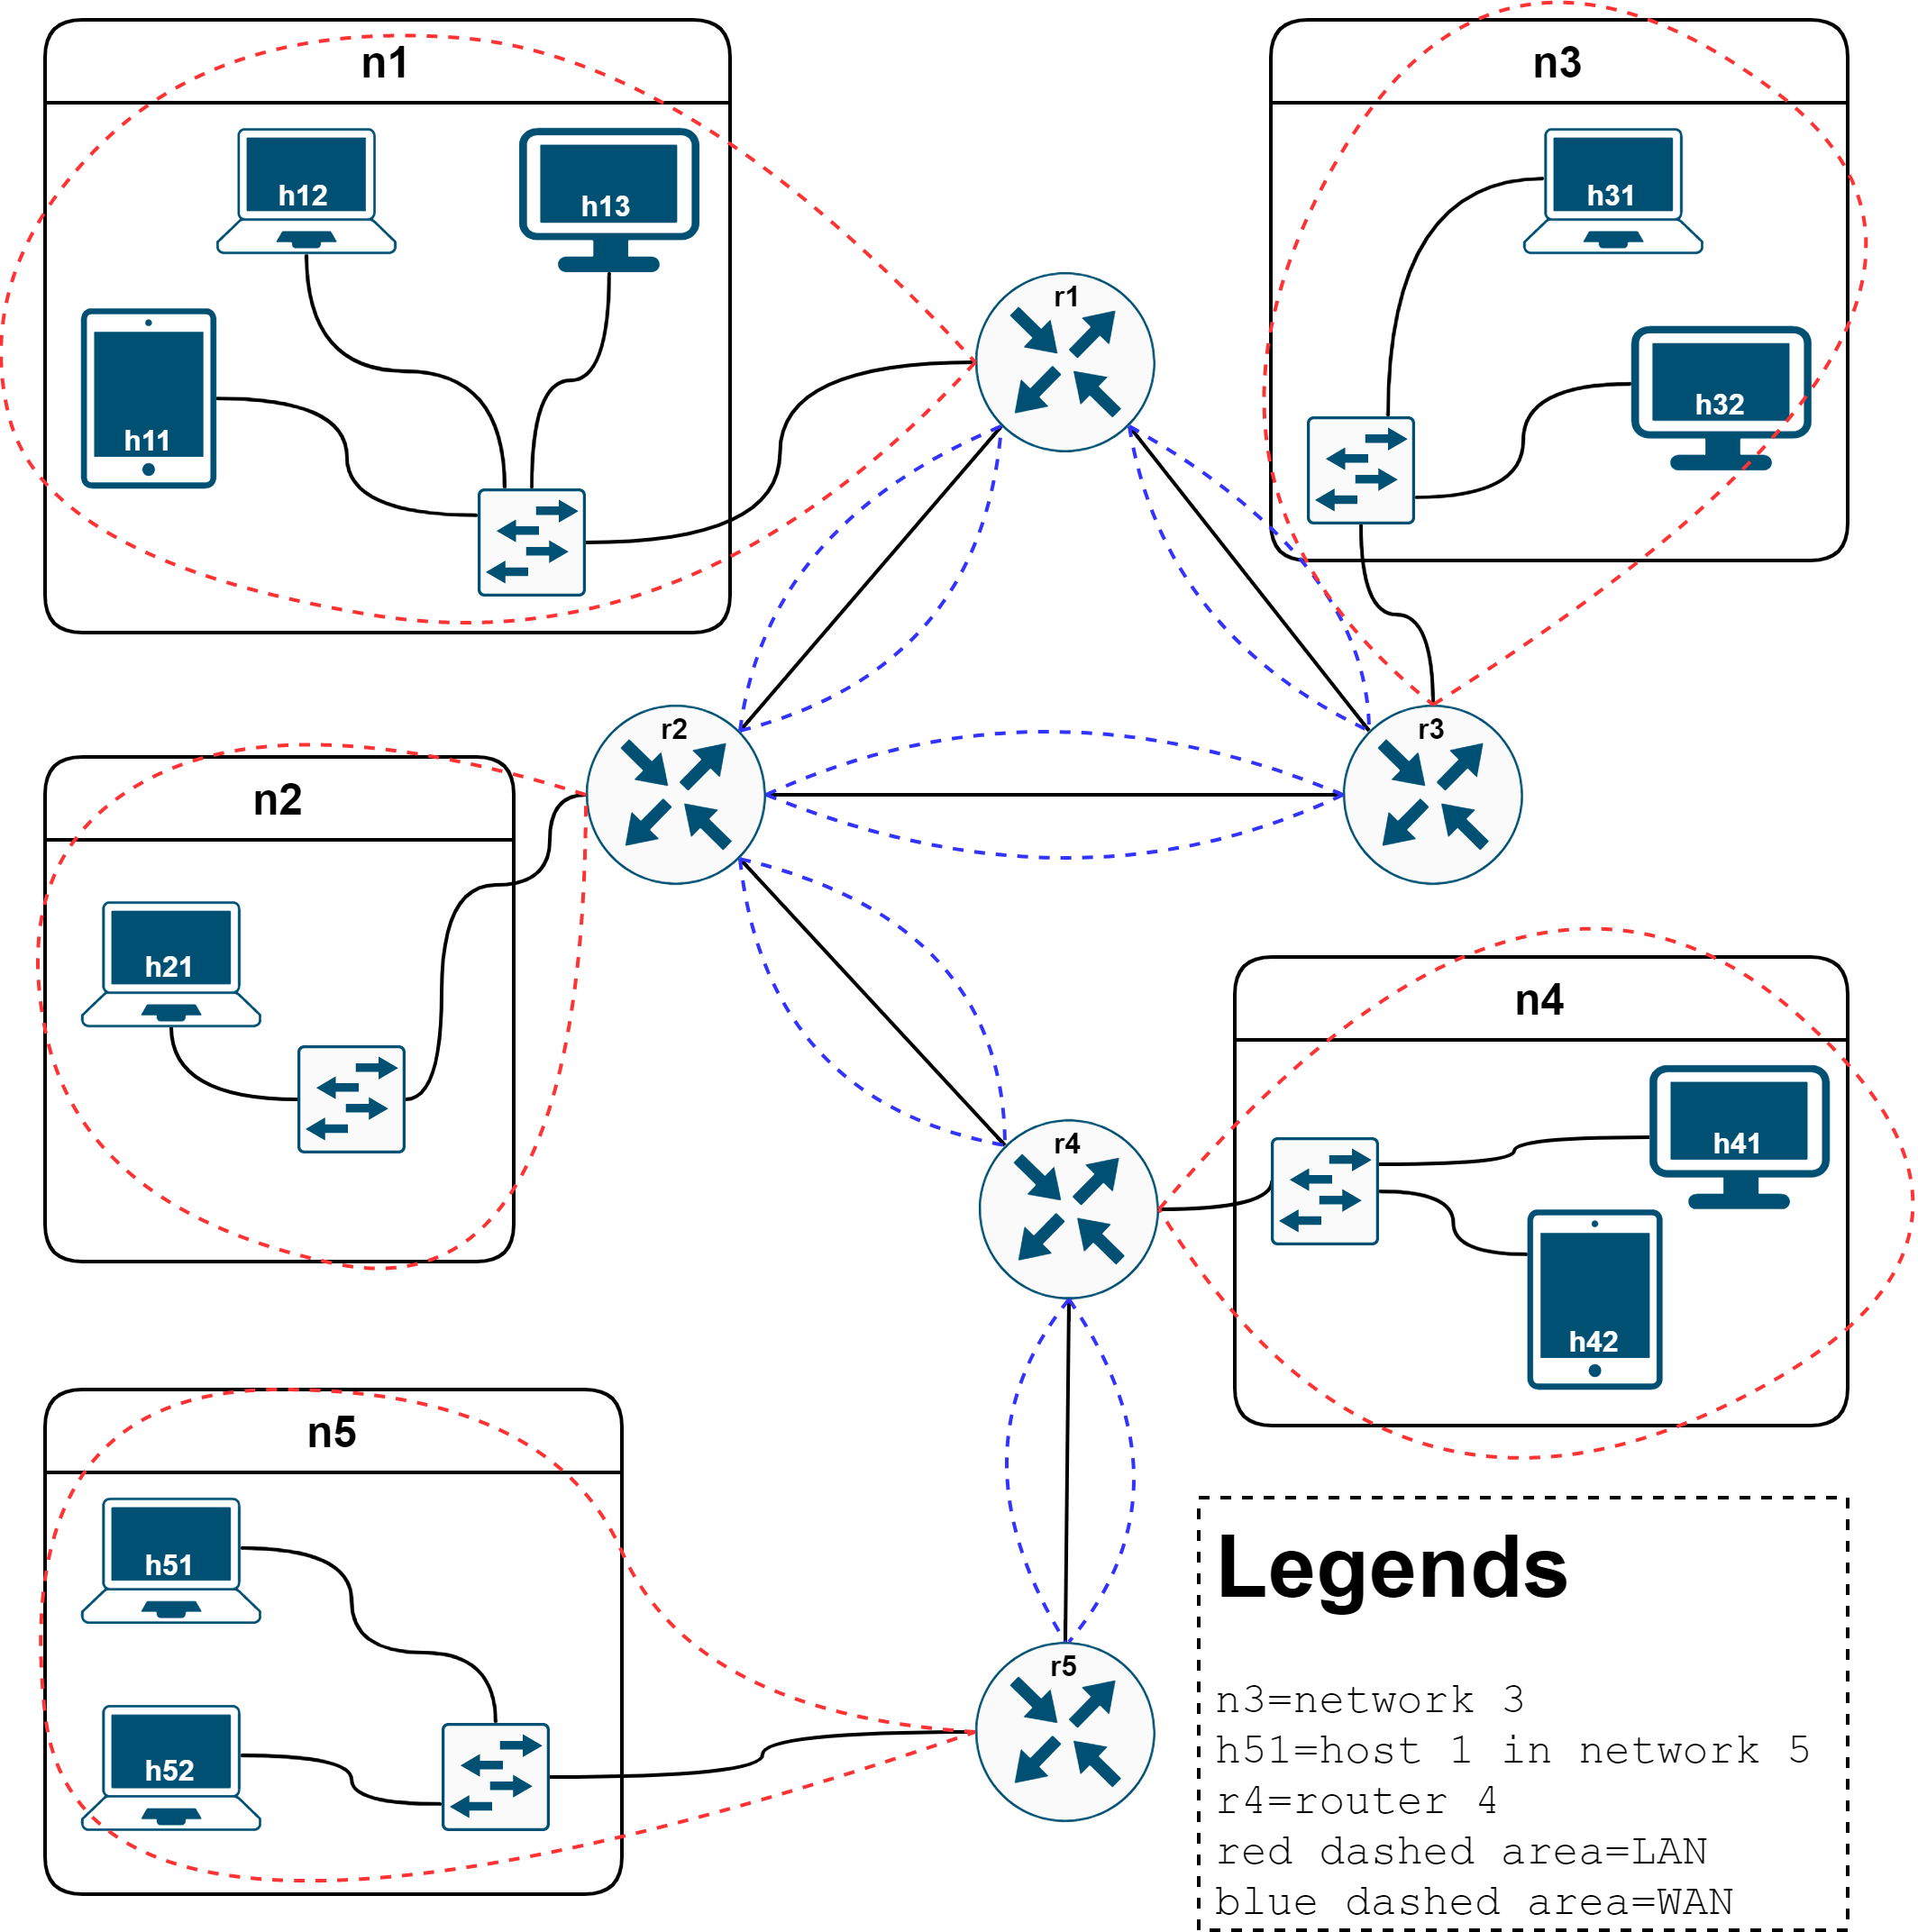 n1
h12
h13
h11
n3
h31
h32
r1
r2
r3
n2
h21
r4
n4
h41
h42
n5
h51
h52
r5
Legends
n3=network 3
h51=host 1 in network 5
r4=router 4
red dashed area=LAN
blue dashed area=WAN